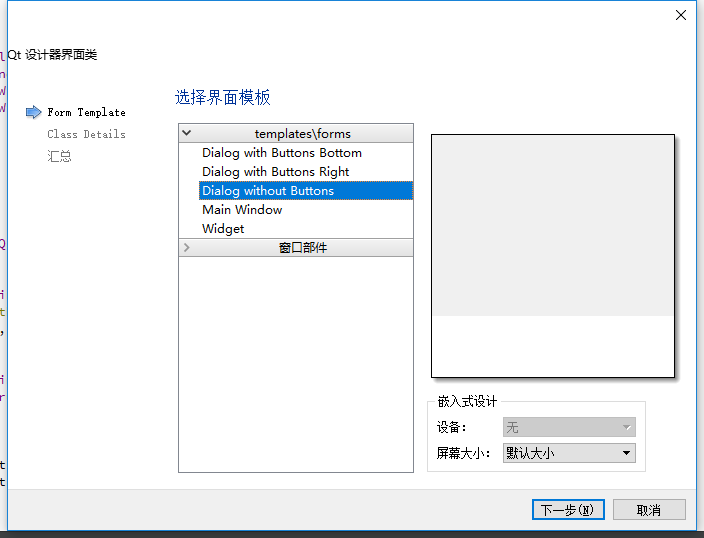 Qt 设计器界面类
选择界面模板
Form Template
Class Details
汇总
templates\forms
Dialog with Buttons Bottom
Dialog with Buttons Right
Dialog without Buttons
Main Window
Widget
窗口部件
嵌入式设计
设备：
无
屏幕大小：
默认大小
下一步(N)
取消